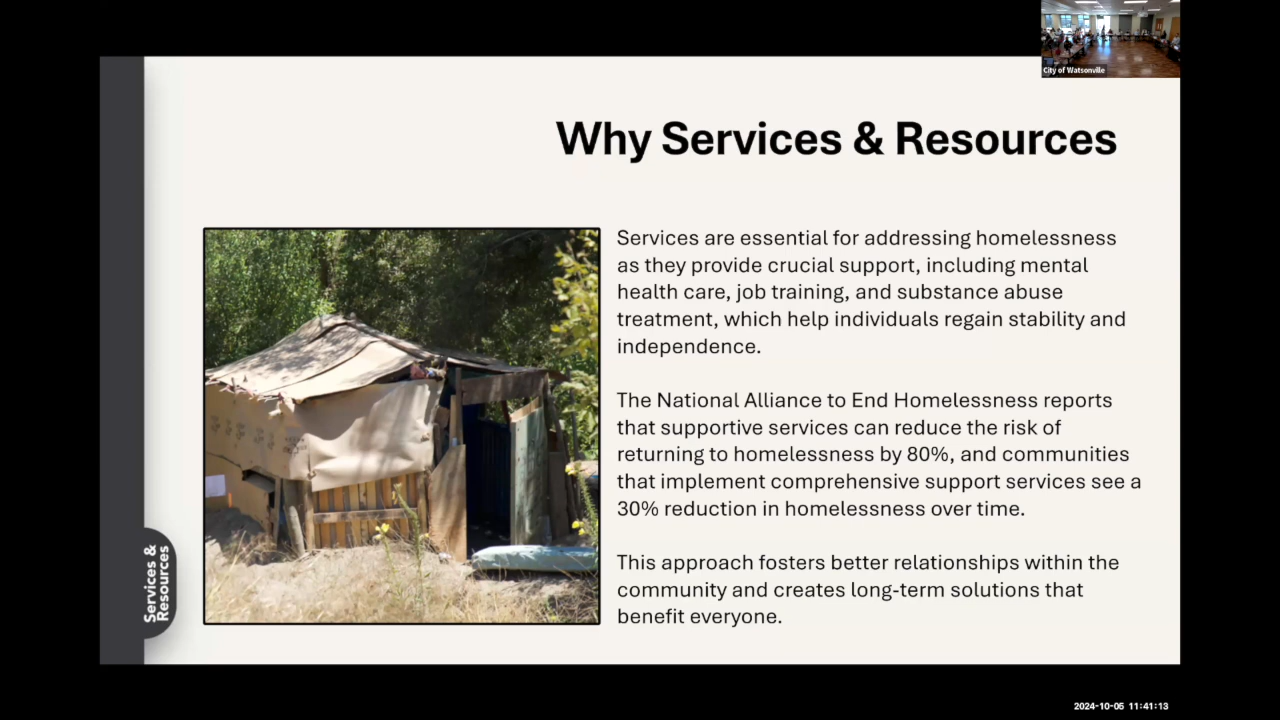 City of Watsonville
Why Services & Resources
Services are essential for addressing homelessness
as they provide crucial support, including mental
health care, job training, and substance abuse
treatment, which help individuals regain stability and
independence.
The National Alliance to End Homelessness reports
that supportive services can reduce the risk of
returning to homelessness by 80%, and communities
that implement comprehensive support services see a
30% reduction in homelessness over time.
This approach fosters better relationships within the
community and creates long-term solutions that
benefit everyone.
Services &
Resources
2024-10-05 11:41:13